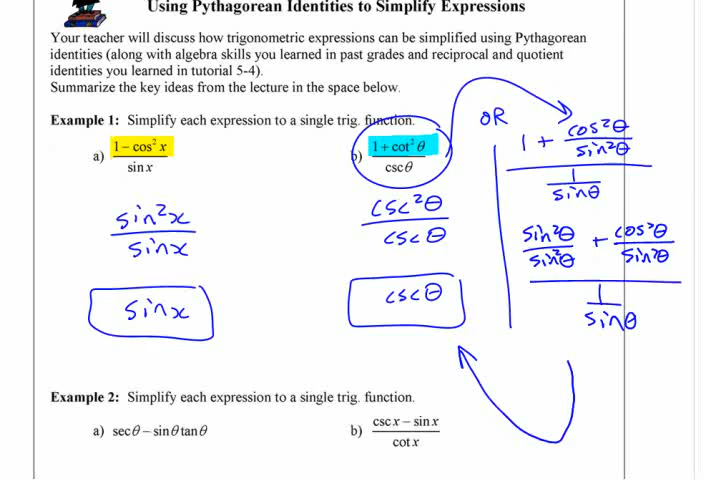 Using Pythagorean Identities to Simplify Expressions
Your teacher will discuss how trigonometric expressions can be simplified using Pythagorean
identities (along with algebra skills you learned in past grades and reciprocal and quotient
identities you learned in tutorial 5-4).
Summarize the key ideas from the lecture in the space below.
Example 1: Simplify each expression to a single trig. function.
a) (1 − cos² x)/(sin x)
b) (1 + cot² θ)/(csc θ)
sin²x/sinx
sinx
csc²θ/cscθ
cscθ
OR
(1 + cos²θ/sin²θ)/(1/sinθ)
(sin²θ/sin²θ + cos²θ/sin²θ)/(1/sinθ)
Example 2: Simplify each expression to a single trig. function.
a) sec θ − sin θ tan θ
b) (csc x − sin x)/(cot x)